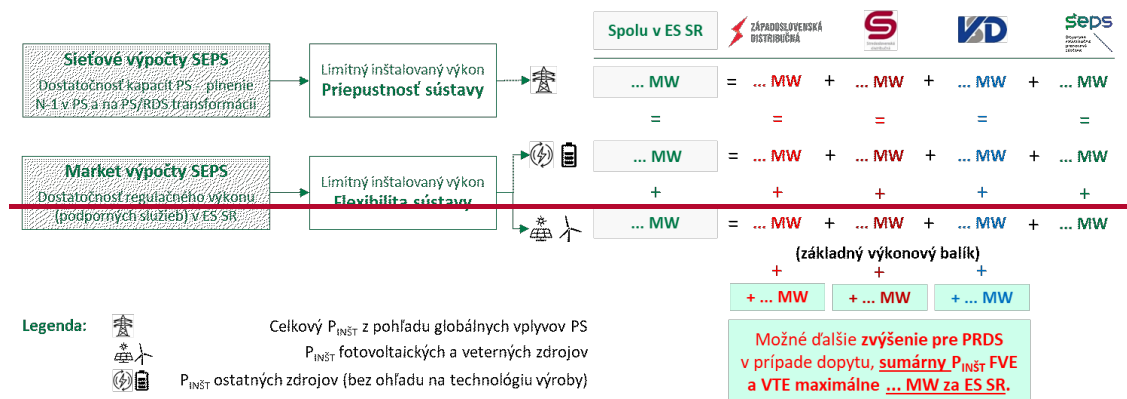 Spolu v ES SR
ZÁPADOSLOVENSKÁ
DISTRIBUČNÁ
VSD
seps
Sieťové výpočty SEPS
Dostatočnosť kapacít PS – plnenie
N-1 v PS a na PS/RDS transformácii
Limitný inštalovaný výkon
Priepustnosť sústavy
... MW = ... MW + ... MW + ... MW + ... MW
= = = = =
Market výpočty SEPS
Dostatočnosť regulačného výkonu
(podporných služieb) v ES SR
Limitný inštalovaný výkon
Flexibilita sústavy
... MW = ... MW + ... MW + ... MW + ... MW
+ + + + +
... MW = ... MW + ... MW + ... MW + ... MW
(základný výkonový balík)
+ + +
+ ... MW + ... MW + ... MW
Legenda:
Celkový PINŠT z pohľadu globálnych vplyvov PS
PINŠT fotovoltaických a veterných zdrojov
PINŠT ostatných zdrojov (bez ohľadu na technológiu výroby)
Možné ďalšie zvýšenie pre PRDS
v prípade dopytu, sumárny PINŠT FVE
a VTE maximálne ... MW za ES SR.